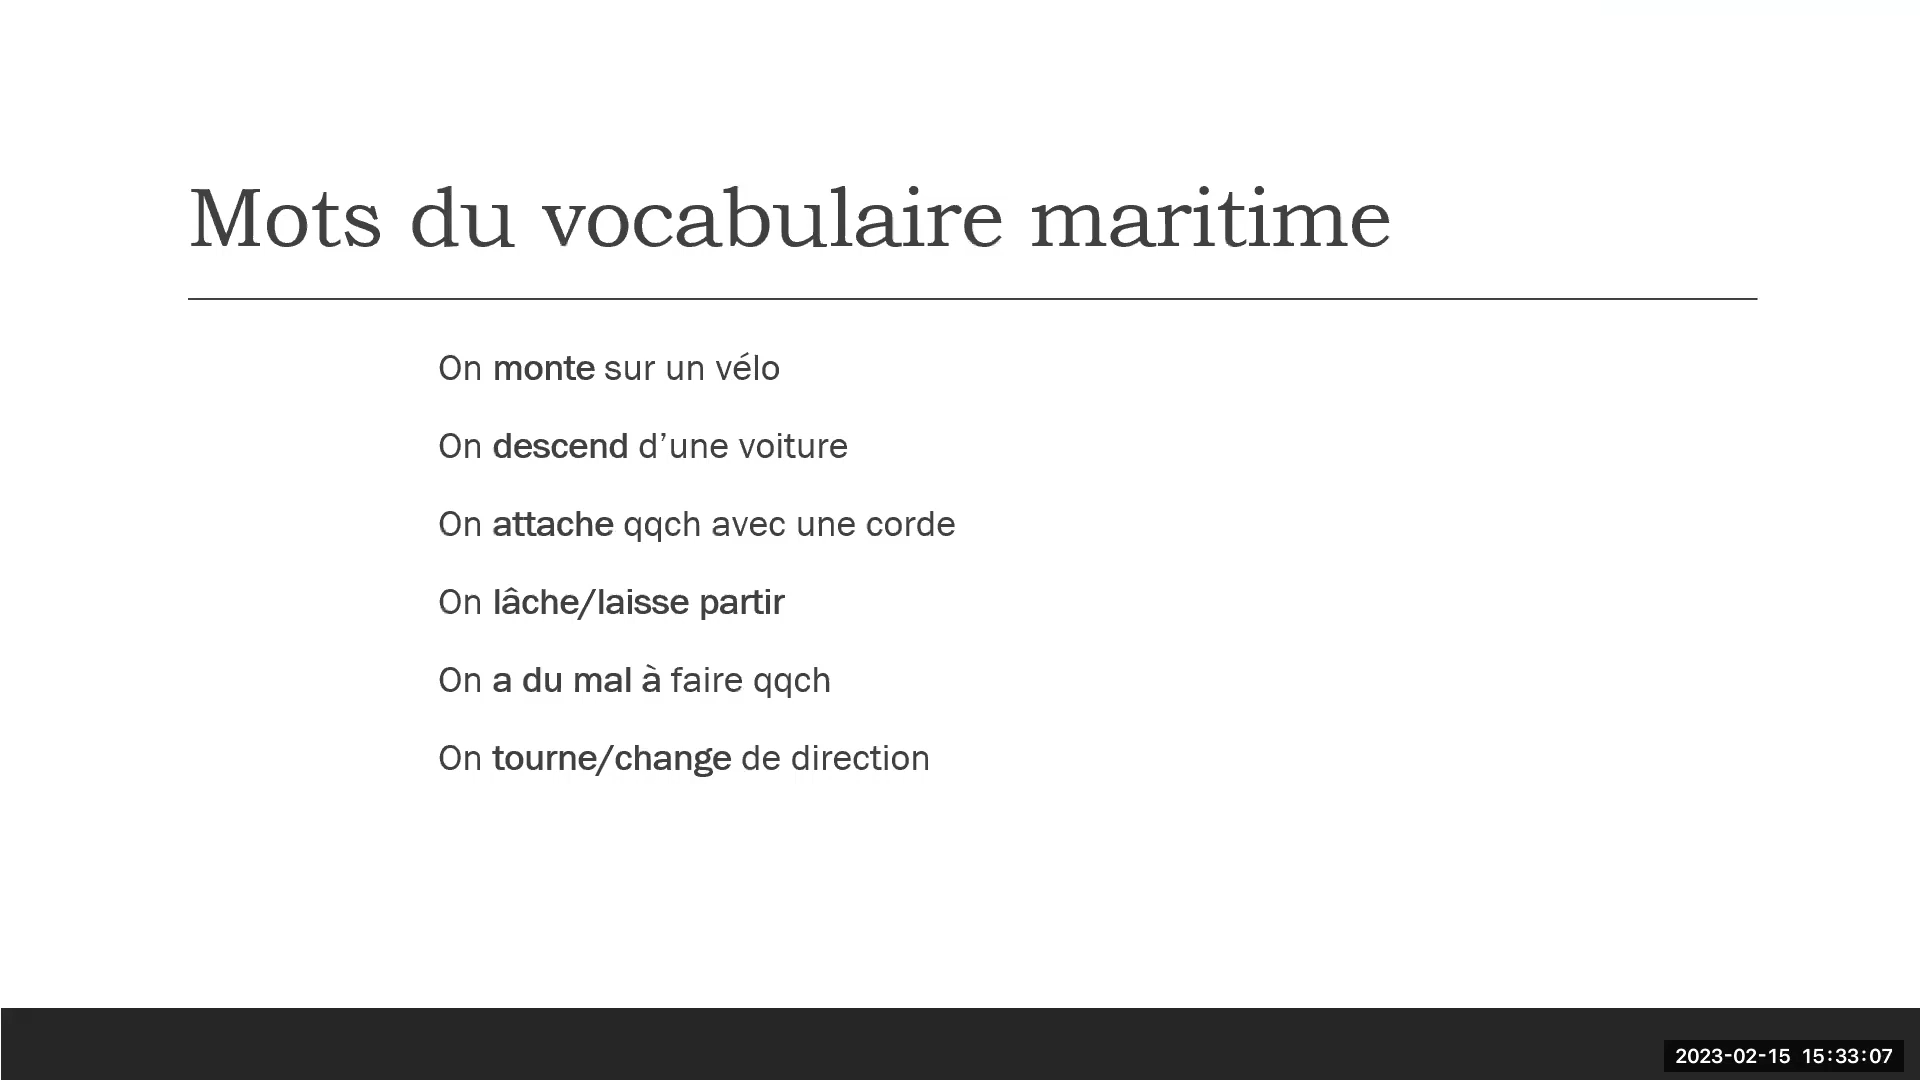 Mots du vocabulaire maritime
On monte sur un vélo
On descend d’une voiture
On attache qqch avec une corde
On lâche/laisse partir
On a du mal à faire qqch
On tourne/change de direction
2023-02-15 15:33:07